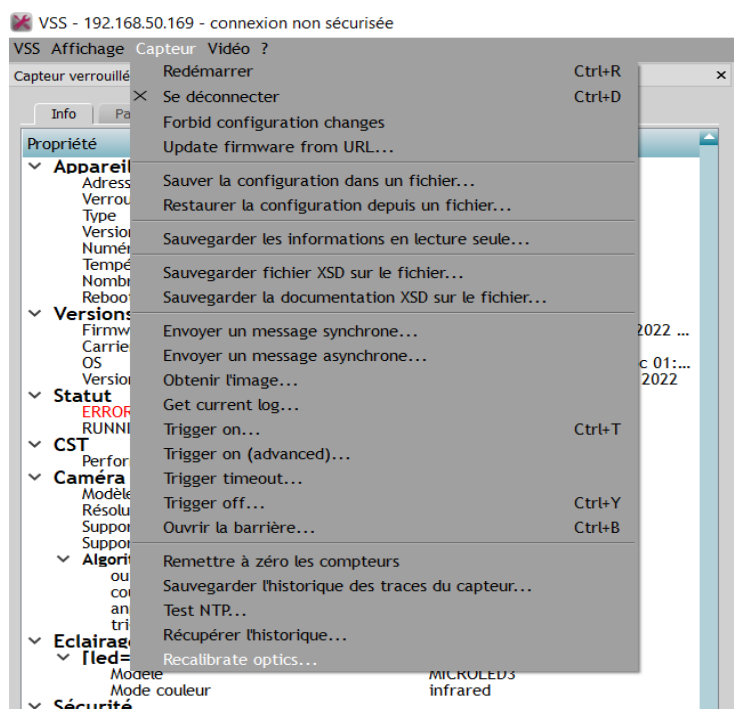 VSS - 192.168.50.169 - connexion non sécurisée
VSS Affichage Capteur Vidéo ?
Capteur verrouillé
Redémarrer Ctrl+R
Se déconnecter Ctrl+D
Info Pa
Forbid configuration changes
Propriété
Update firmware from URL...
Appareil
Adress
Sauver la configuration dans un fichier...
Verrou
Restaurer la configuration depuis un fichier...
Type
Version
Sauvegarder les informations en lecture seule...
Numér
Tempé
Sauvegarder fichier XSD sur le fichier...
Nombr
Reboo
Sauvegarder la documentation XSD sur le fichier...
Versions
Firmw 2022 ...
Envoyer un message synchrone...
Carrie
Envoyer un message asynchrone...
OS c 01:...
Version 2022
Obtenir l'image...
Statut
Get current log...
ERROR
RUNNI
Trigger on... Ctrl+T
CST
Trigger on (advanced)...
Perfor
Caméra
Trigger timeout...
Modèle
Résolu
Trigger off... Ctrl+Y
Suppor
Ouvrir la barrière... Ctrl+B
Suppor
Algorit
Remettre à zéro les compteurs
ou
Sauvegarder l'historique des traces du capteur...
co
an
Test NTP...
tri
Eclairage
Récupérer l'historique...
[led=
Recalibrate optics...
Modèle MICROLED3
Mode couleur infrared
Sécurité